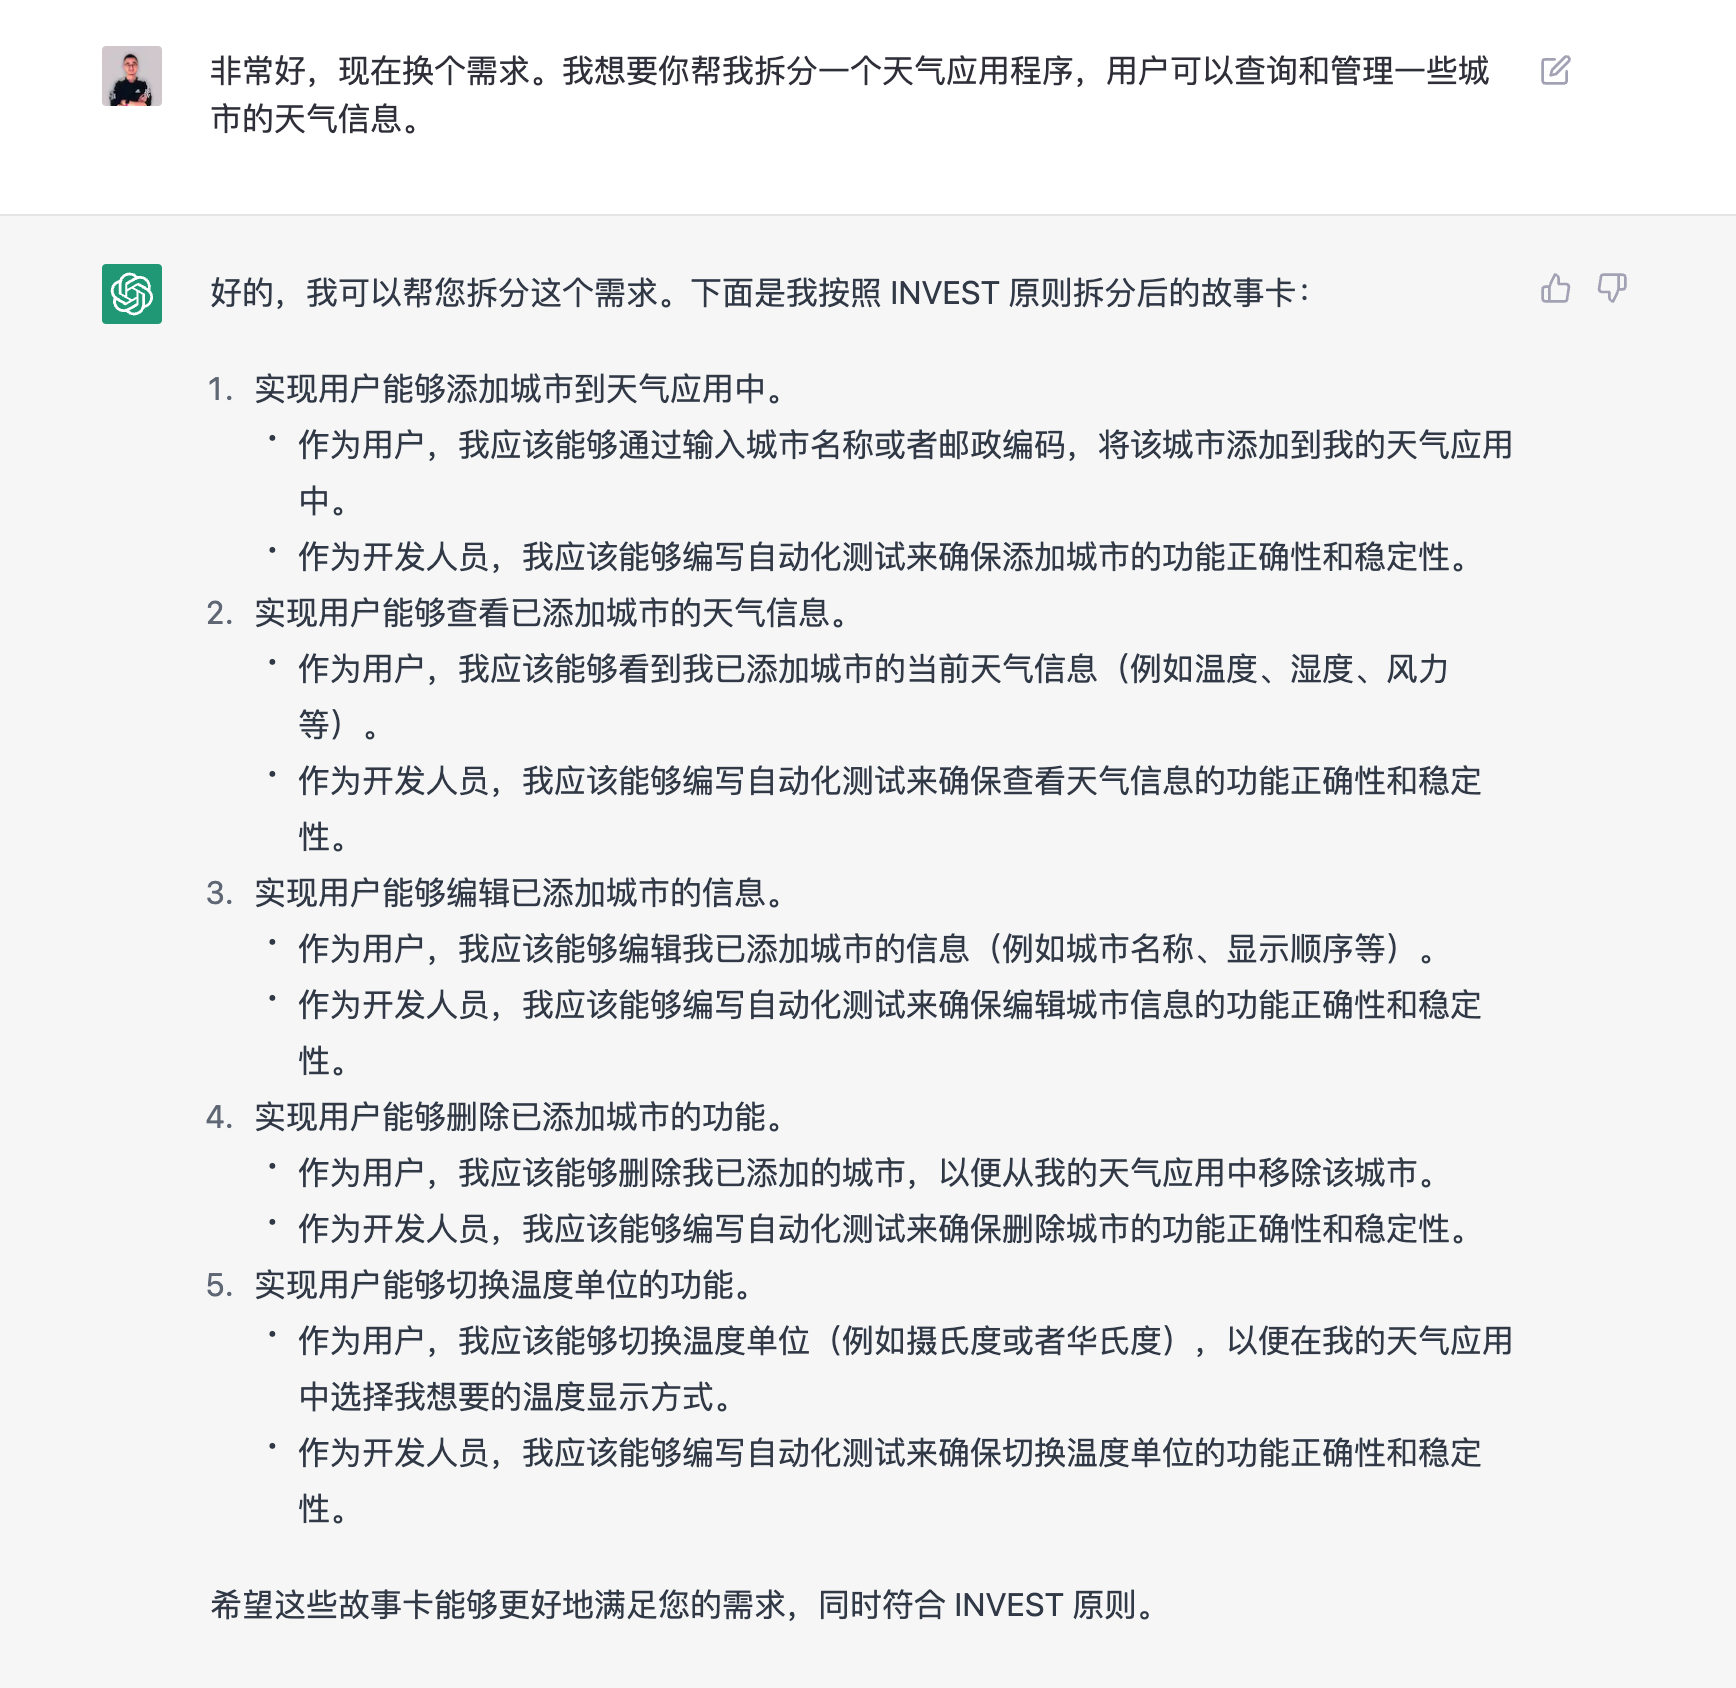 非常好，现在换个需求。我想要你帮我拆分一个天气应用程序，用户可以查询和管理一些城
市的天气信息。
好的，我可以帮您拆分这个需求。下面是我按照 INVEST 原则拆分后的故事卡：
1. 实现用户能够添加城市到天气应用中。
• 作为用户，我应该能够通过输入城市名称或者邮政编码，将该城市添加到我的天气应用
中。
• 作为开发人员，我应该能够编写自动化测试来确保添加城市的功能正确性和稳定性。
2. 实现用户能够查看已添加城市的天气信息。
• 作为用户，我应该能够看到我已添加城市的当前天气信息（例如温度、湿度、风力
等）。
• 作为开发人员，我应该能够编写自动化测试来确保查看天气信息的功能正确性和稳定
性。
3. 实现用户能够编辑已添加城市的信息。
• 作为用户，我应该能够编辑我已添加城市的信息（例如城市名称、显示顺序等）。
• 作为开发人员，我应该能够编写自动化测试来确保编辑城市信息的功能正确性和稳定
性。
4. 实现用户能够删除已添加城市的功能。
• 作为用户，我应该能够删除我已添加的城市，以便从我的天气应用中移除该城市。
• 作为开发人员，我应该能够编写自动化测试来确保删除城市的功能正确性和稳定性。
5. 实现用户能够切换温度单位的功能。
• 作为用户，我应该能够切换温度单位（例如摄氏度或者华氏度），以便在我的天气应用
中选择我想要的温度显示方式。
• 作为开发人员，我应该能够编写自动化测试来确保切换温度单位的功能正确性和稳定
性。
希望这些故事卡能够更好地满足您的需求，同时符合 INVEST 原则。